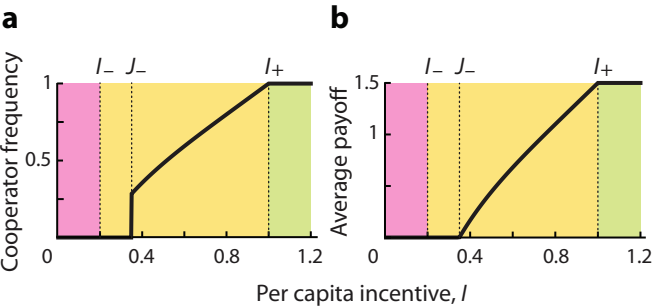 a
I– J– I+
Cooperator frequency
1
0.5
0 0.4 0.8 1.2
b
I– J– I+
Average payoff
1.5
1
0 0.4 0.8 1.2
Per capita incentive, I